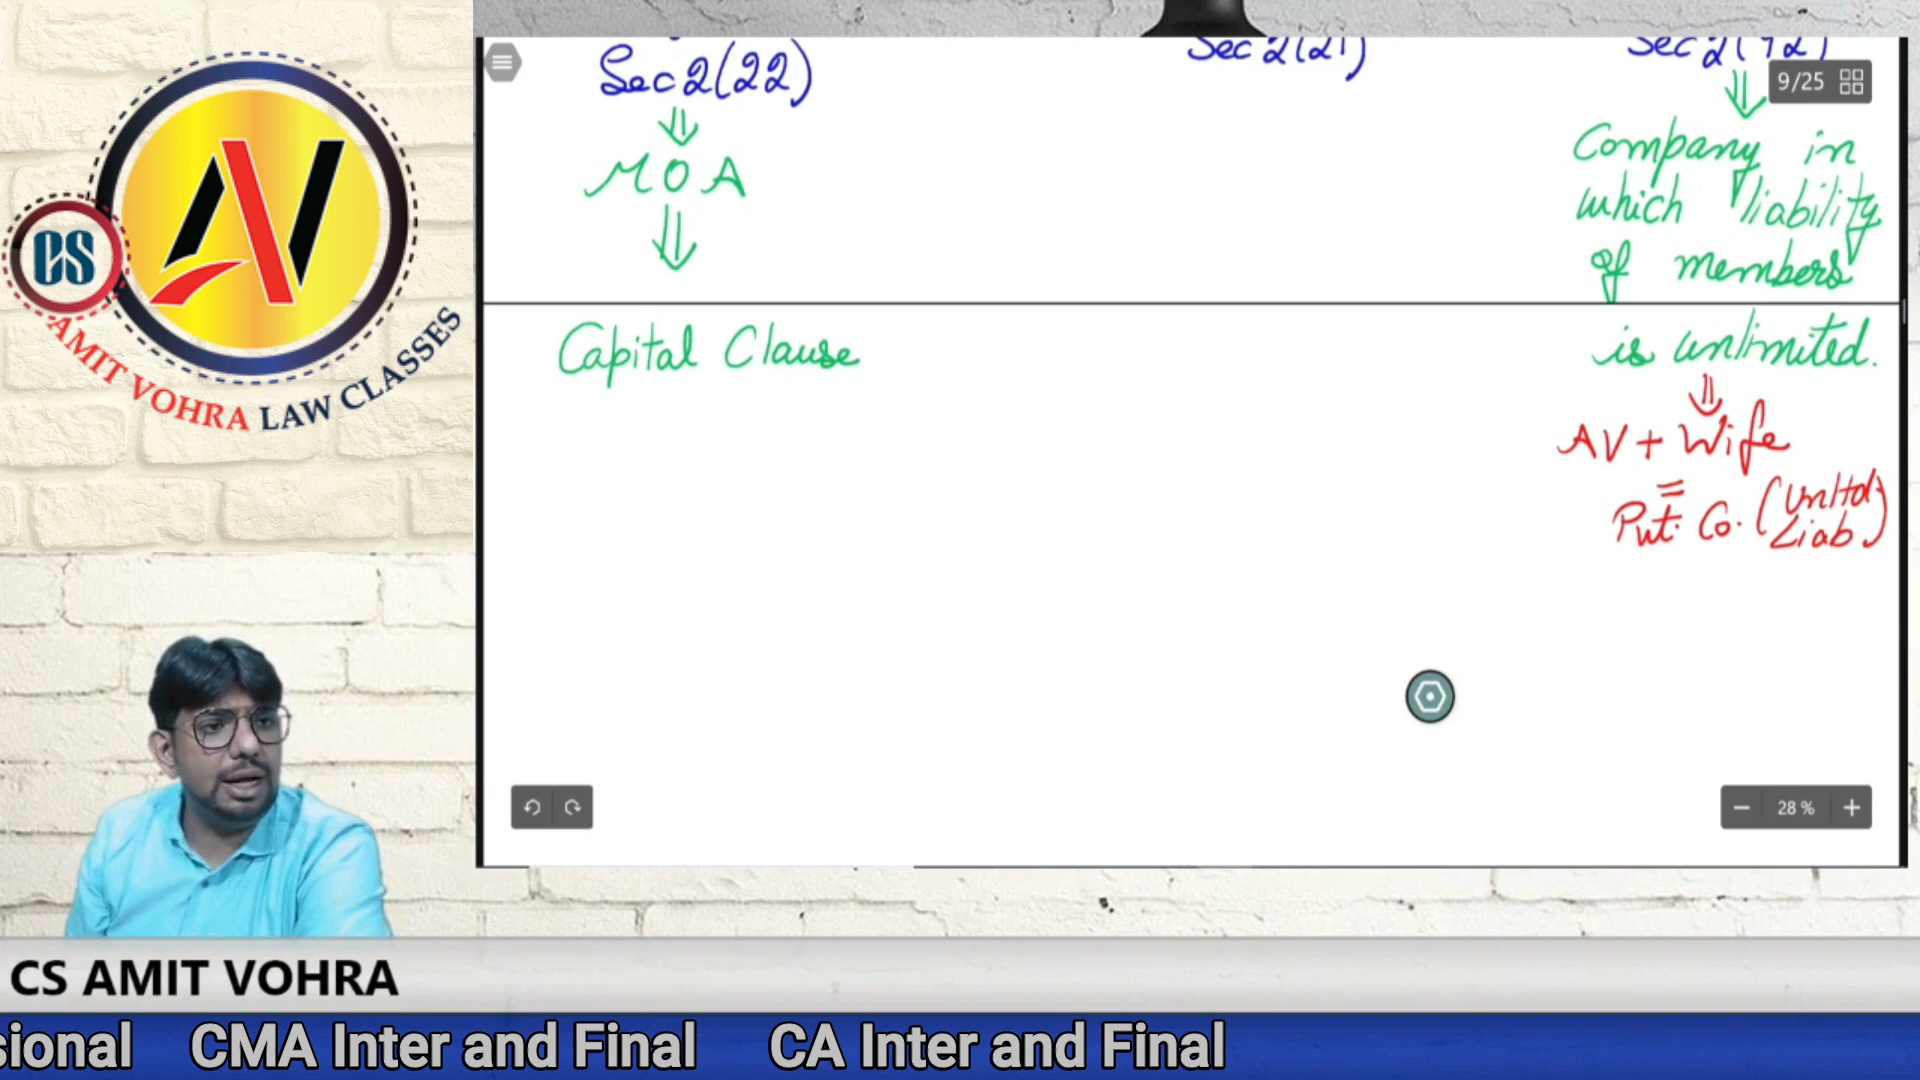 Sec 2(22)
MOA
Capital Clause
Sec 2(21)
Sec 2(92)
Company in
which liability
of members
is unlimited.
AV + Wife
=
Pvt. Co. (Unltd.
Liab)
9/25
28 %
CS
AV
AMIT VOHRA LAW CLASSES
CS AMIT VOHRA
sional CMA Inter and Final CA Inter and Final